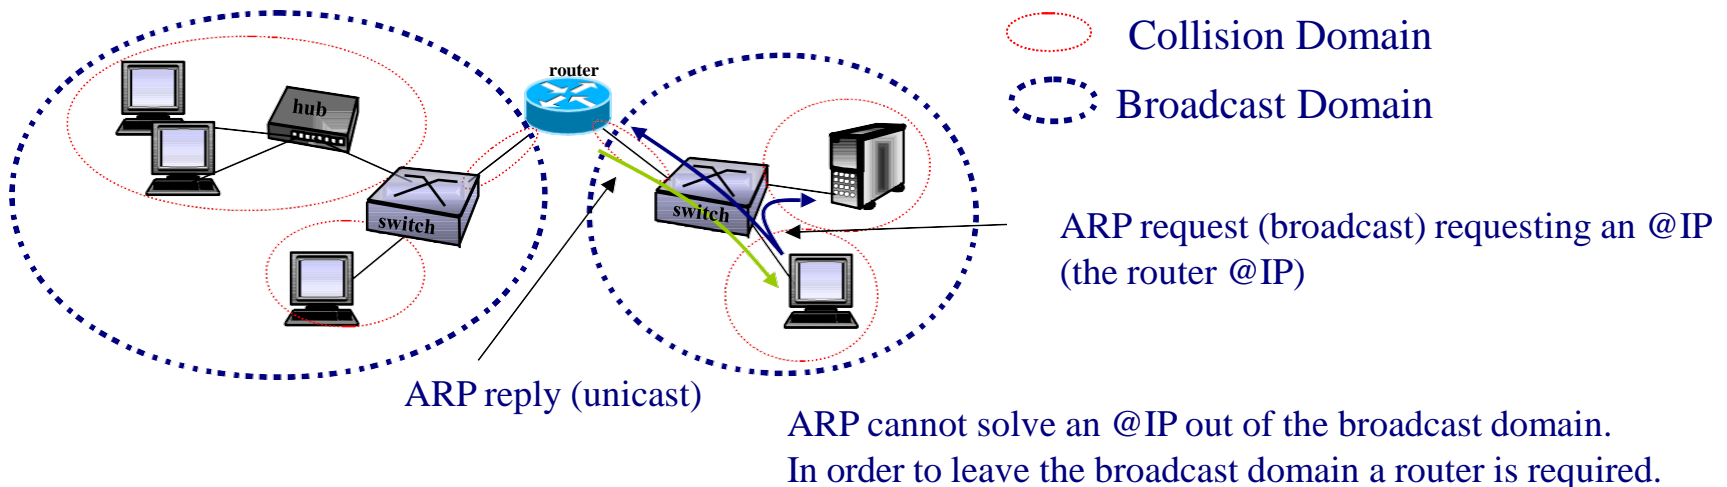 Collision Domain
router
hub
Broadcast Domain
switch
switch
ARP request (broadcast) requesting an @IP
(the router @IP)
ARP reply (unicast)
ARP cannot solve an @IP out of the broadcast domain.
In order to leave the broadcast domain a router is required.